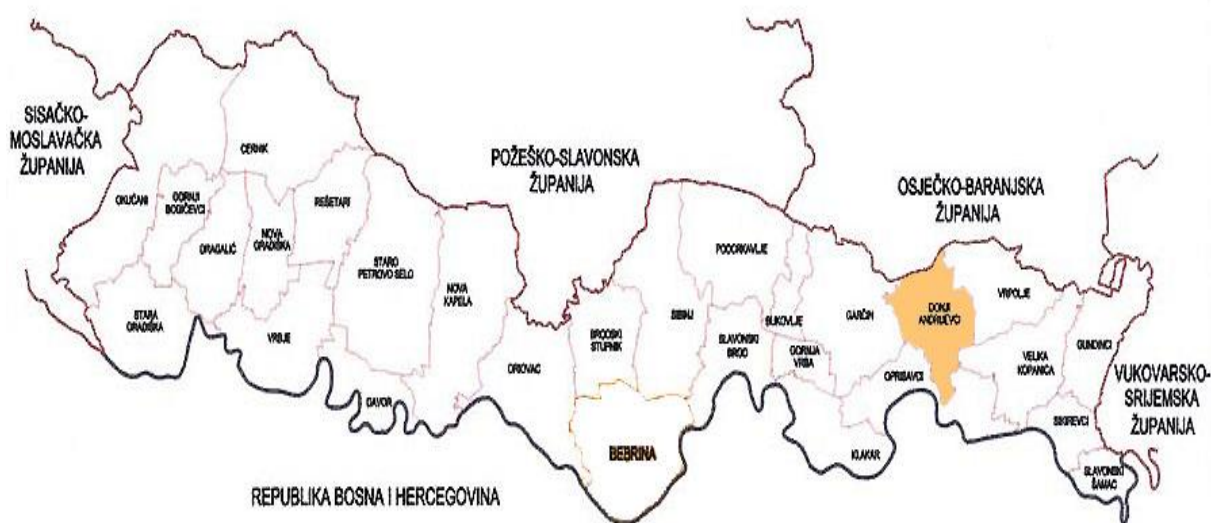 SISAČKO-
MOSLAVAČKA
ŽUPANIJA
POŽEŠKO-SLAVONSKA
ŽUPANIJA
OSJEČKO-BARANJSKA
ŽUPANIJA
VUKOVARSKO-
SRIJEMSKA
ŽUPANIJA
CERNIK
OKUČANI
GORNJI
BOGIĆEVCI
REŠETARI
DRAGALIĆ
NOVA
GRADIŠKA
STARO
PETROVO SELO
NOVA
KAPELA
STARA
GRADIŠKA
VRBJE
DAVOR
ORIOVAC
BRODSKI
STUPNIK
SIBINJ
PODCRKAVLJE
SLAVONSKI
BROD
BUKOVLJE
GORNJA
VRBA
GARČIN
OPRISAVCI
KLAKAR
DONJI
ANDRIJEVCI
VRPOLJE
VELIKA
KOPANICA
GUNDINCI
SIKIREVCI
SLAVONSKI
ŠAMAC
BEBRINA
REPUBLIKA BOSNA I HERCEGOVINA